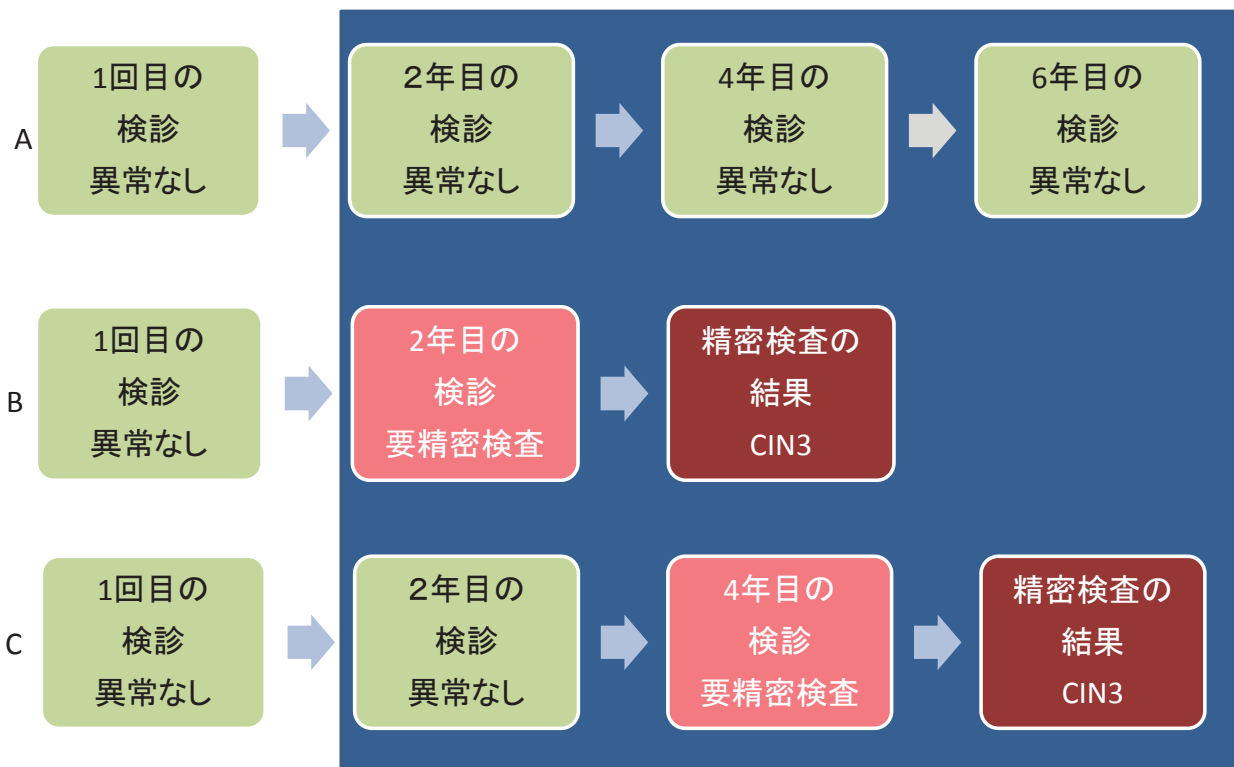 A
1回目の
検診
異常なし
２年目の
検診
異常なし
4年目の
検診
異常なし
6年目の
検診
異常なし
B
1回目の
検診
異常なし
2年目の
検診
要精密検査
精密検査の
結果
CIN3
C
1回目の
検診
異常なし
２年目の
検診
異常なし
4年目の
検診
要精密検査
精密検査の
結果
CIN3